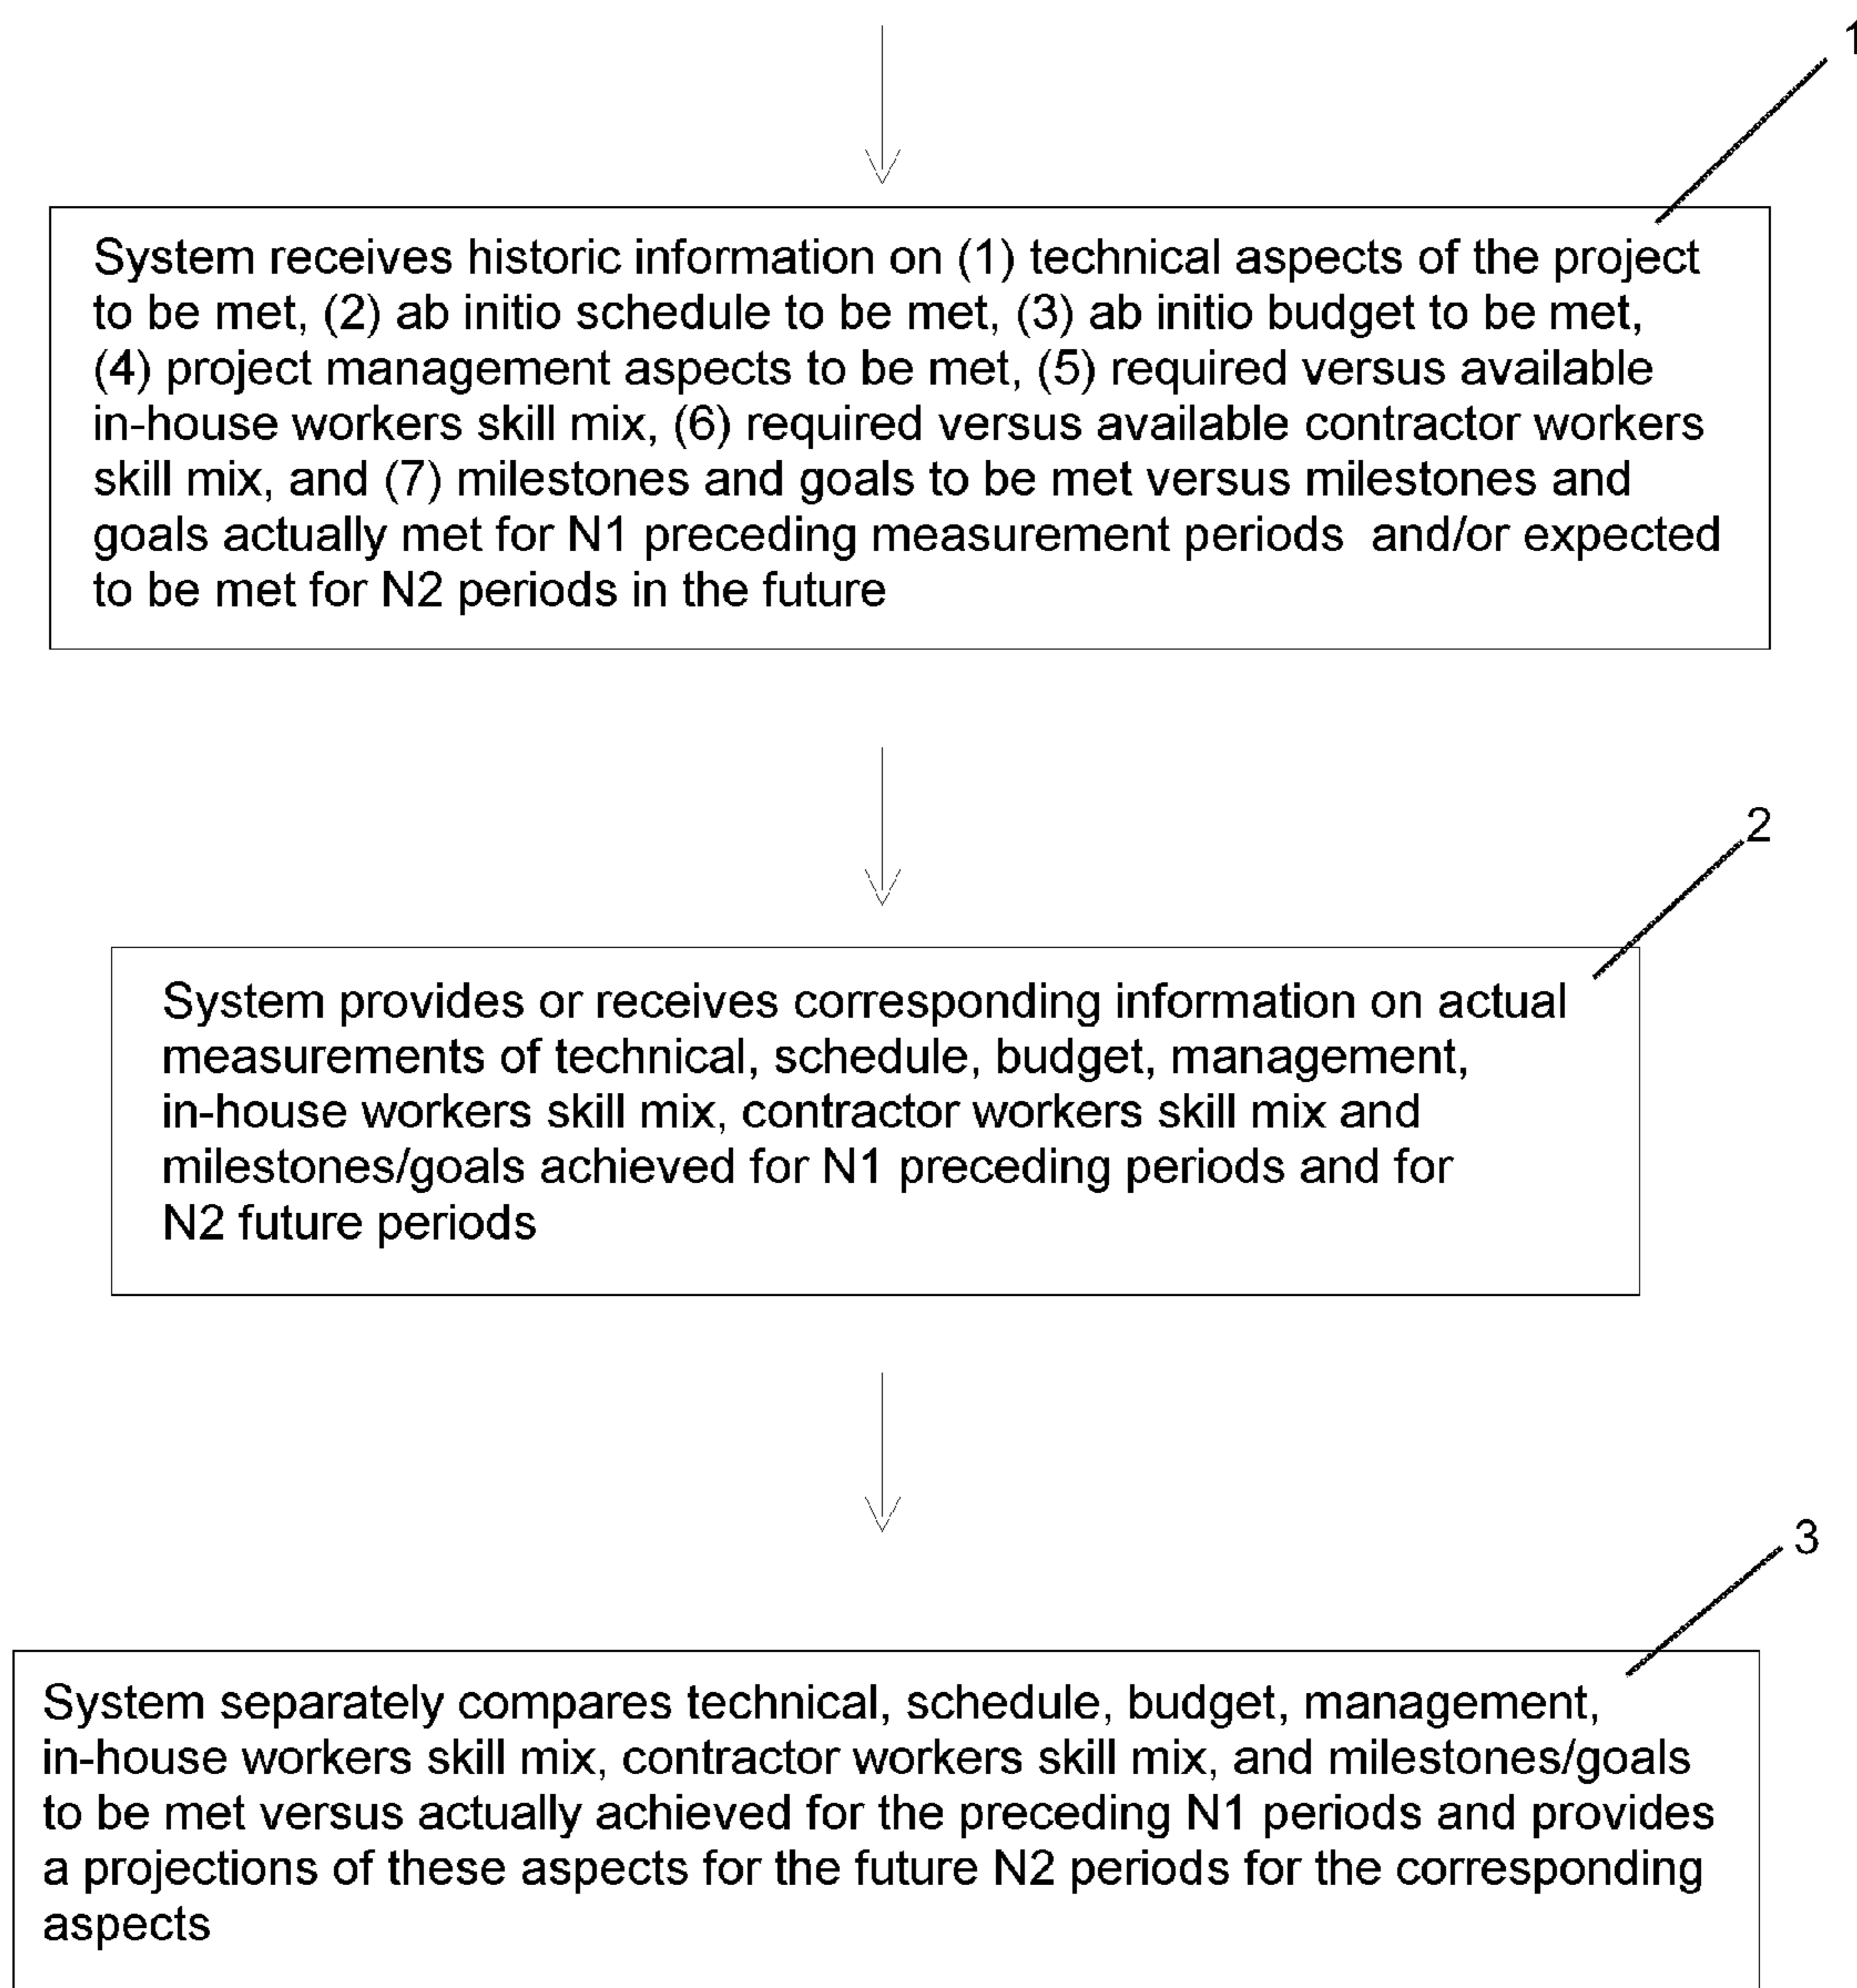 1
System receives historic information on (1) technical aspects of the project
to be met, (2) ab initio schedule to be met, (3) ab initio budget to be met,
(4) project management aspects to be met, (5) required versus available
in-house workers skill mix, (6) required versus available contractor workers
skill mix, and (7) milestones and goals to be met versus milestones and
goals actually met for N1 preceding measurement periods and/or expected
to be met for N2 periods in the future
2
System provides or receives corresponding information on actual
measurements of technical, schedule, budget, management,
in-house workers skill mix, contractor workers skill mix and
milestones/goals achieved for N1 preceding periods and for
N2 future periods
3
System separately compares technical, schedule, budget, management,
in-house workers skill mix, contractor workers skill mix, and milestones/goals
to be met versus actually achieved for the preceding N1 periods and provides
a projections of these aspects for the future N2 periods for the corresponding
aspects